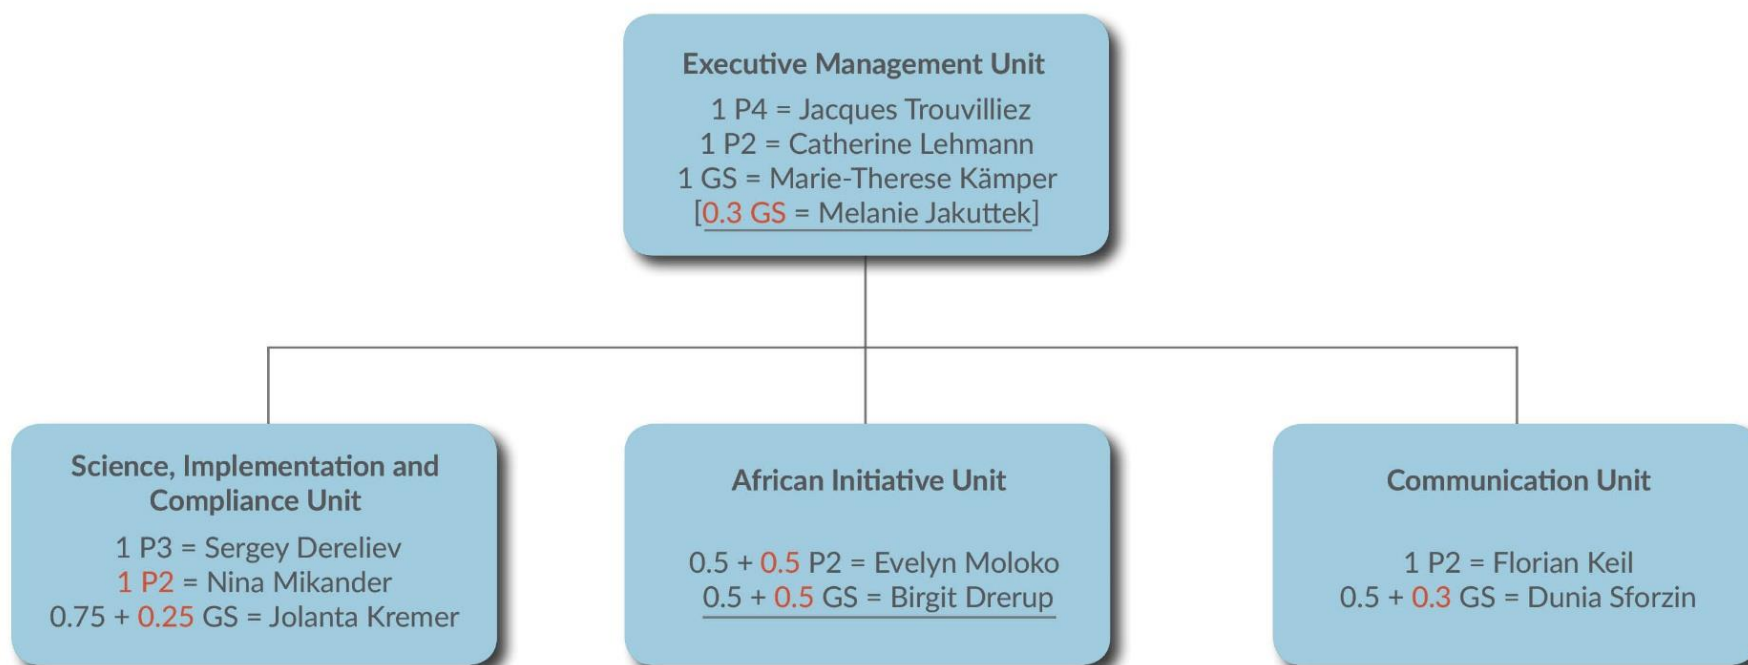 Executive Management Unit
1 P4 = Jacques Trouvilliez
1 P2 = Catherine Lehmann
1 GS = Marie-Therese Kämper
[0.3 GS = Melanie Jakuttek]
Science, Implementation and
Compliance Unit
1 P3 = Sergey Dereliev
1 P2 = Nina Mikander
0.75 + 0.25 GS = Jolanta Kremer
African Initiative Unit
0.5 + 0.5 P2 = Evelyn Moloko
0.5 + 0.5 GS = Birgit Drerup
Communication Unit
1 P2 = Florian Keil
0.5 + 0.3 GS = Dunia Sforzin